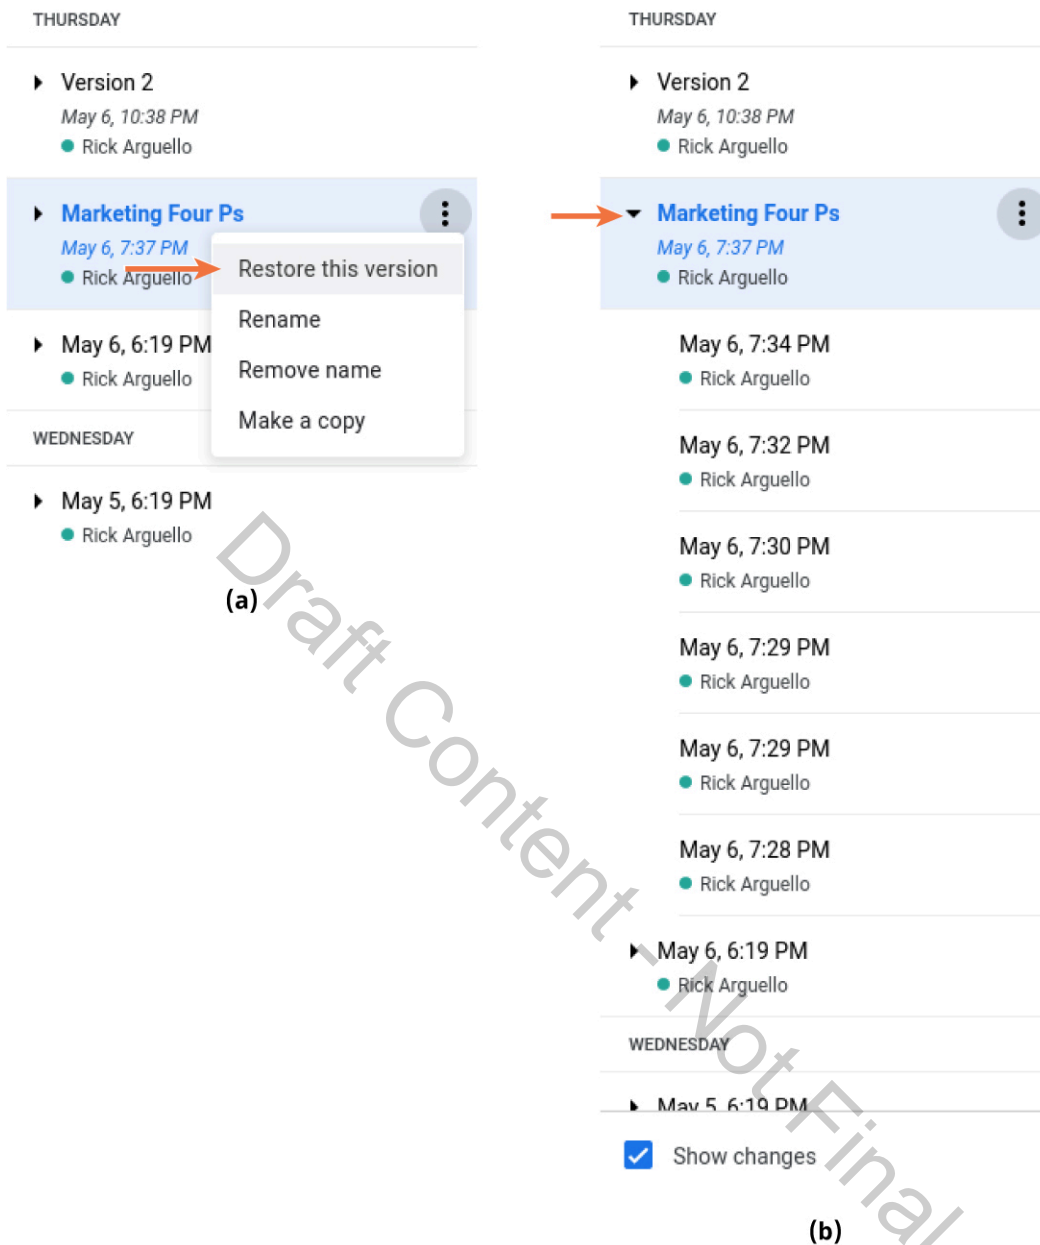 THURSDAY
Version 2
May 6, 10:38 PM
Rick Arguello
Marketing Four Ps
May 6, 7:37 PM
Rick Arguello
Restore this version
Rename
Remove name
Make a copy
May 6, 6:19 PM
Rick Arguello
WEDNESDAY
May 5, 6:19 PM
Rick Arguello
(a)
THURSDAY
Version 2
May 6, 10:38 PM
Rick Arguello
Marketing Four Ps
May 6, 7:37 PM
Rick Arguello
May 6, 7:34 PM
Rick Arguello
May 6, 7:32 PM
Rick Arguello
May 6, 7:30 PM
Rick Arguello
May 6, 7:29 PM
Rick Arguello
May 6, 7:29 PM
Rick Arguello
May 6, 7:28 PM
Rick Arguello
May 6, 6:19 PM
Rick Arguello
WEDNESDAY
May 5, 6:19 PM
Show changes
(b)
Draft Content - Not Final